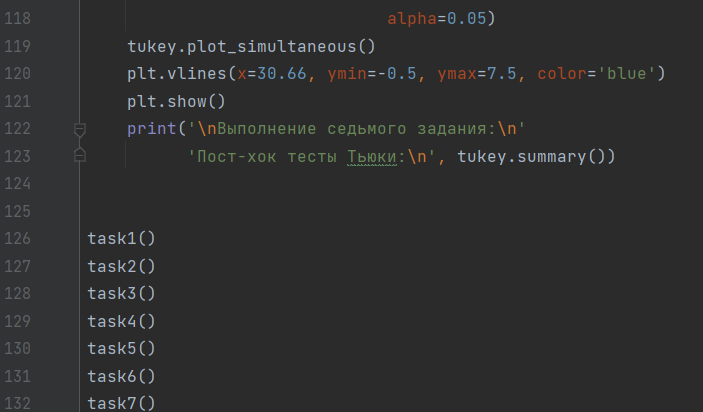 118 alpha=0.05)
119 tukey.plot_simultaneous()
120 plt.vlines(x=30.66, ymin=-0.5, ymax=7.5, color='blue')
121 plt.show()
122 print('\nВыполнение седьмого задания:\n'
123 'Пост-хок тесты Тьюки:\n', tukey.summary())
124
125
126 task1()
127 task2()
128 task3()
129 task4()
130 task5()
131 task6()
132 task7()